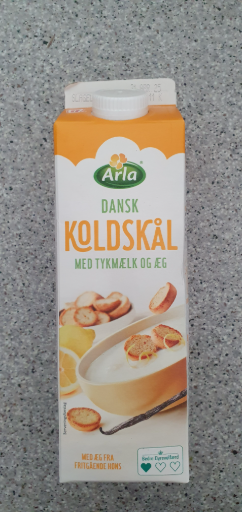 Arla
DANSK
KOLDSKÅL
MED TYKMÆLK OG ÆG
MED ÆG FRA
FRITGÅENDE HØNS